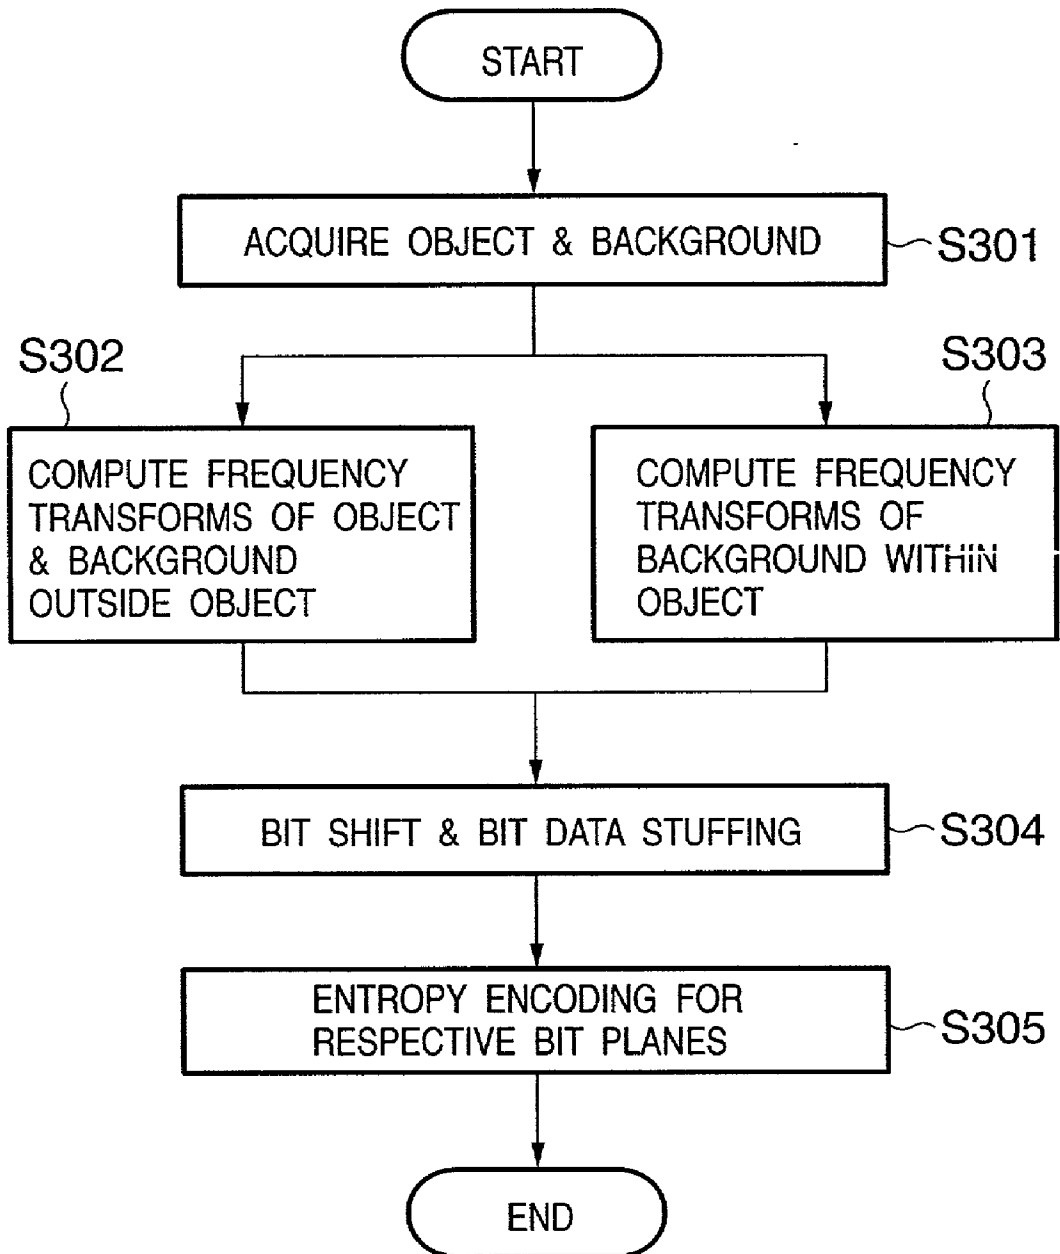 START
ACQUIRE OBJECT & BACKGROUND
S301
S302
S303
COMPUTE FREQUENCY
TRANSFORMS OF OBJECT
& BACKGROUND
OUTSIDE OBJECT
COMPUTE FREQUENCY
TRANSFORMS OF
BACKGROUND WITHIN
OBJECT
BIT SHIFT & BIT DATA STUFFING
S304
ENTROPY ENCODING FOR
RESPECTIVE BIT PLANES
S305
END